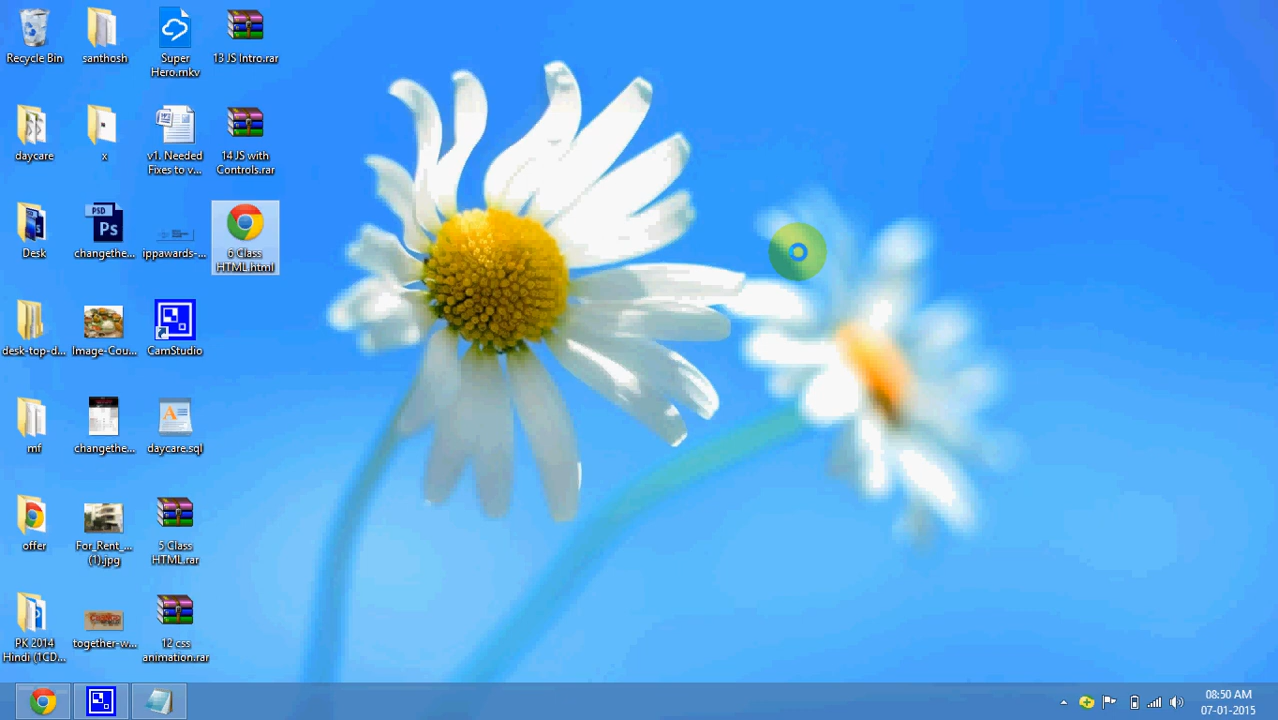 Recycle Bin
santhosh
Super
Hero.mkv
13 JS Intro.rar
daycare
x
v1. Needed
Fixes to v...
14 JS with
Controls.rar
Desk
PSD
Ps
changethe...
ippawards-...
6 Class
HTML.html
desk-top-d...
Image-Cou...
CamStudio
mf
changethe...
A
daycare.sql
offer
For_Rent_...
(1).jpg
5 Class
HTML.rar
PK 2014
Hindi (1CD...
together-w...
12 css
animation.rar
08:50 AM
07-01-2015